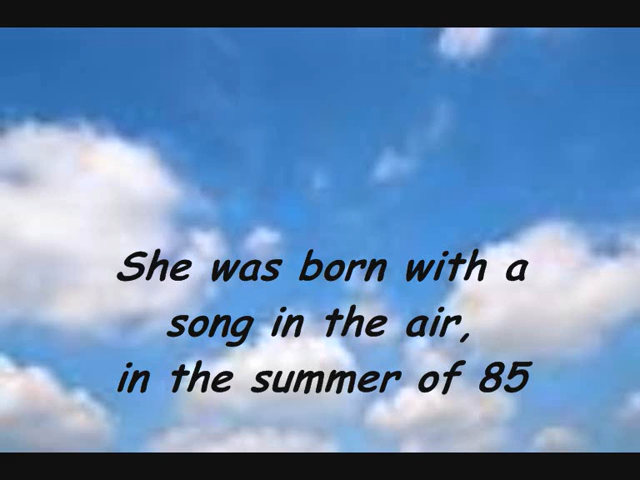 She was born with a
song in the air,
in the summer of 85